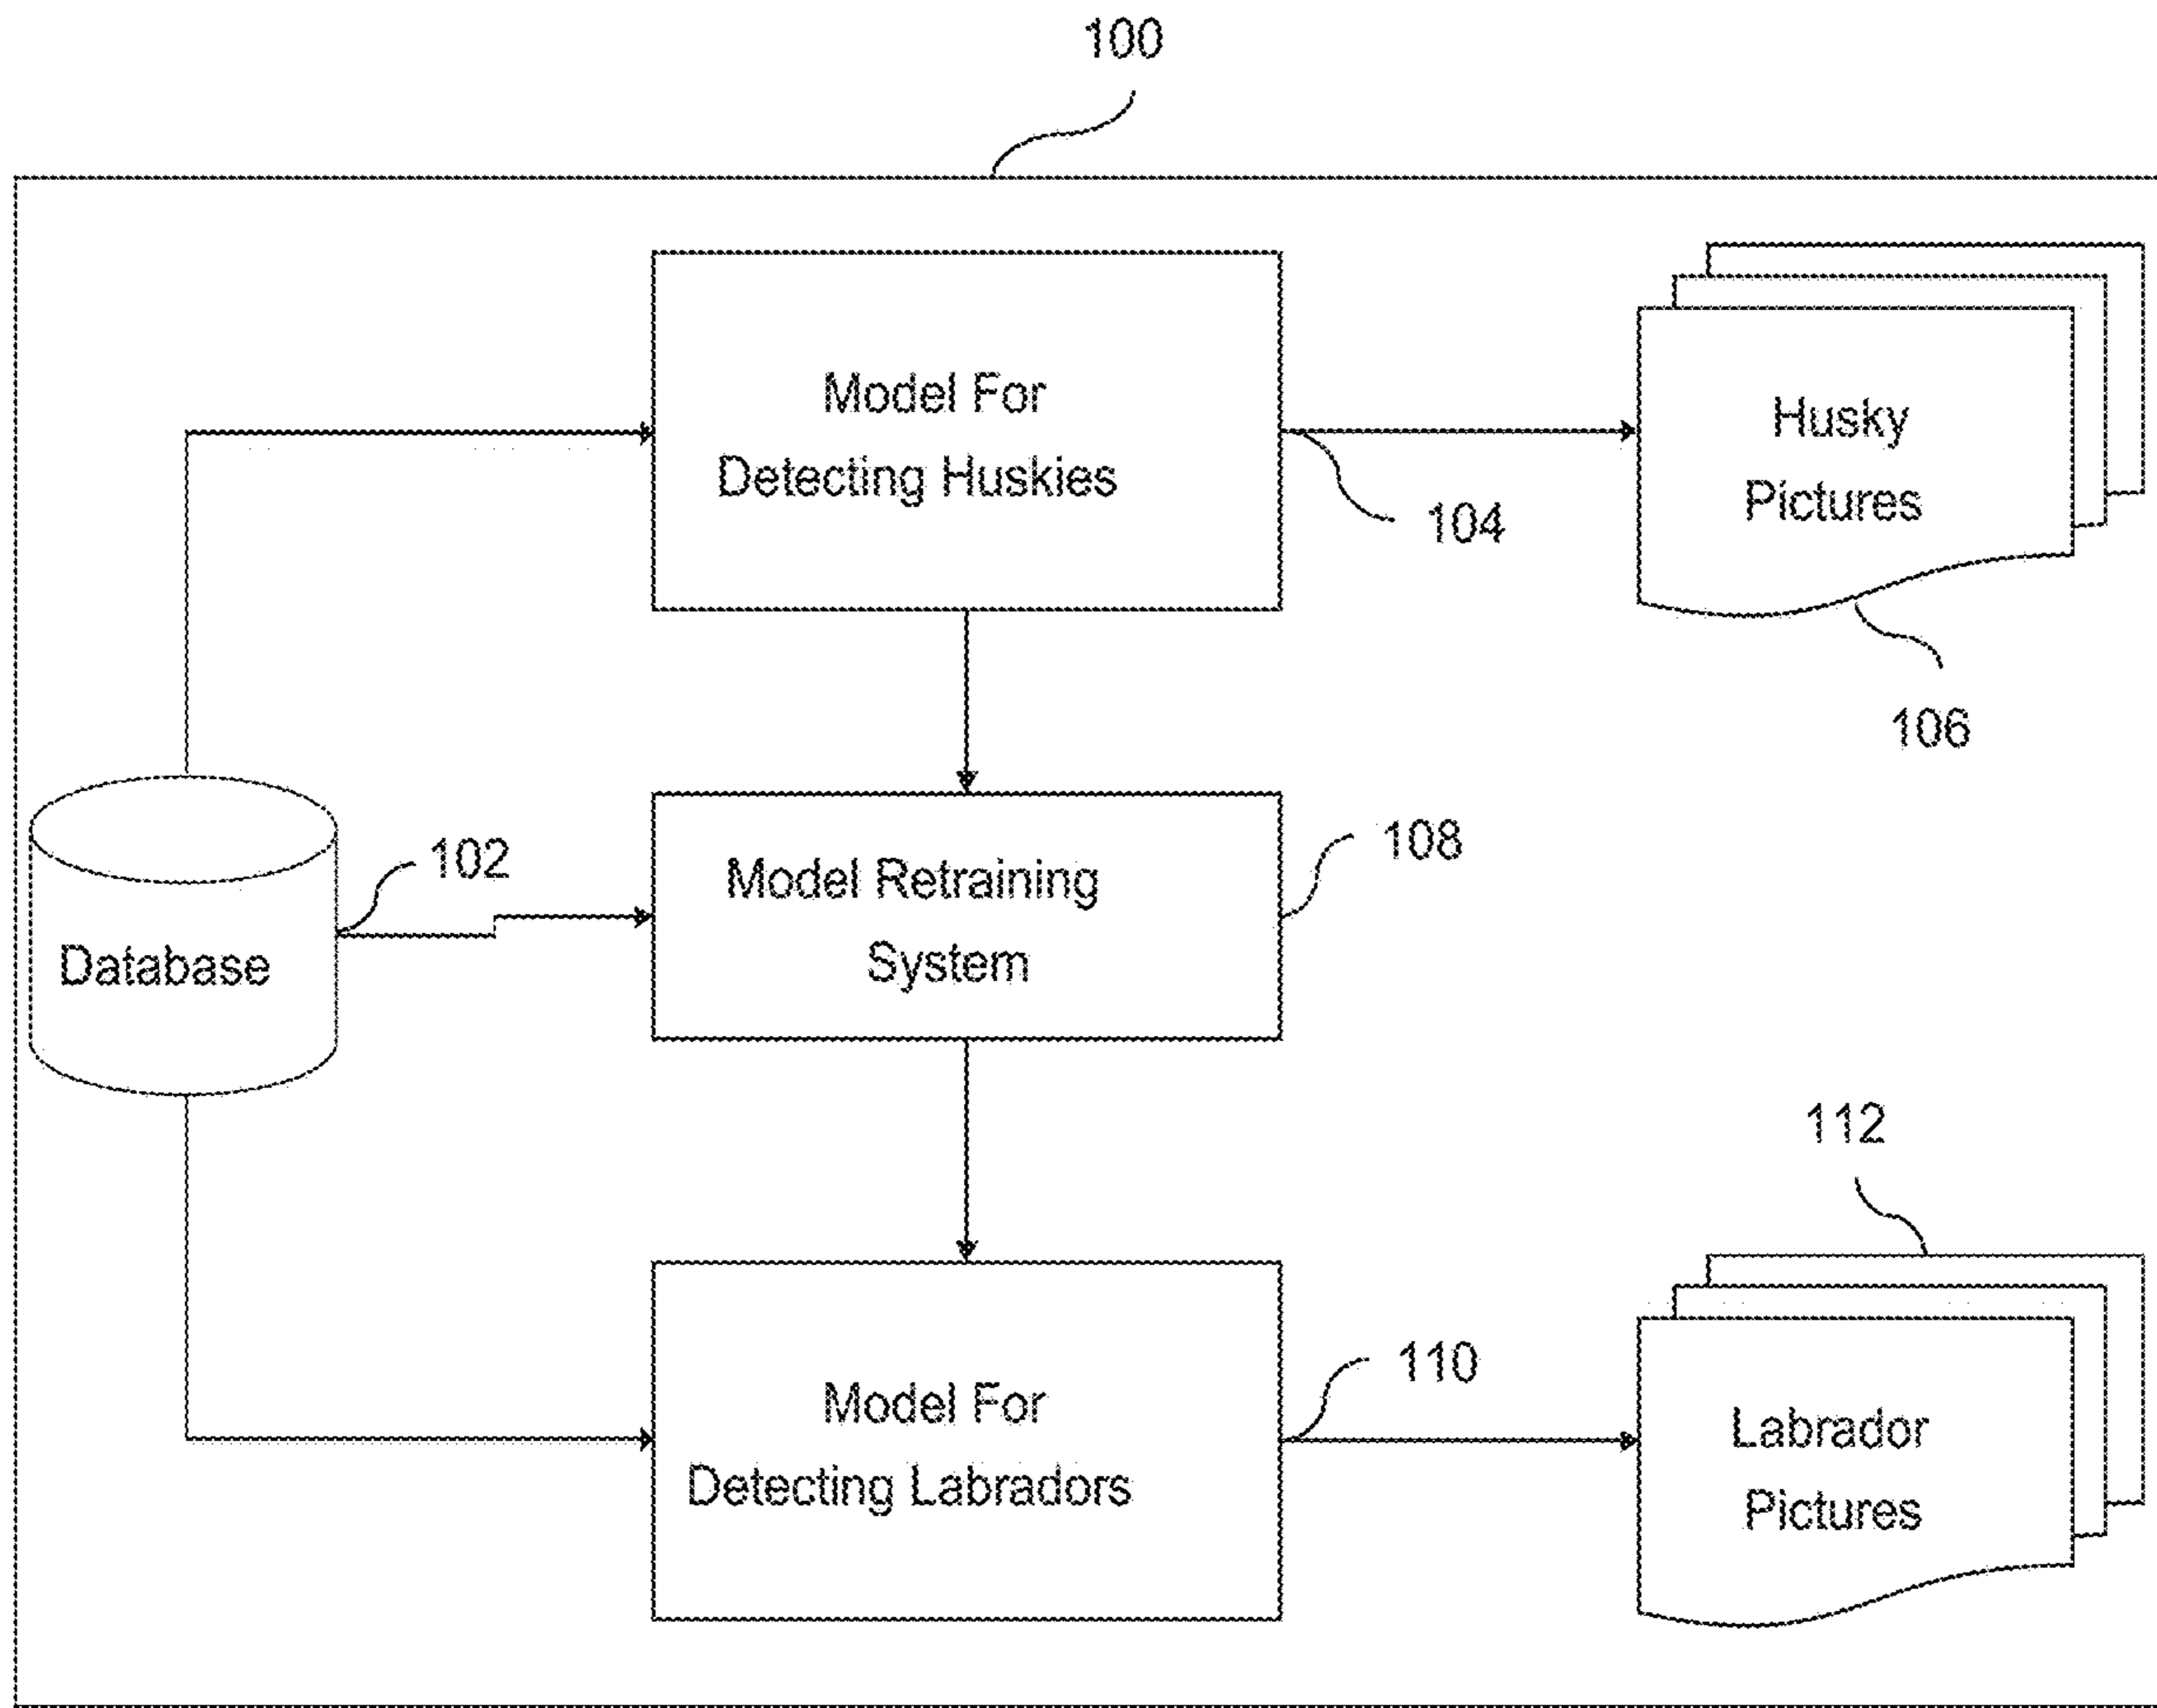 100
Model For
Detecting Huskies
104
Husky
Pictures
106
Database
102
Model Retraining
System
108
112
Model For
Detecting Labradors
110
Labrador
Pictures